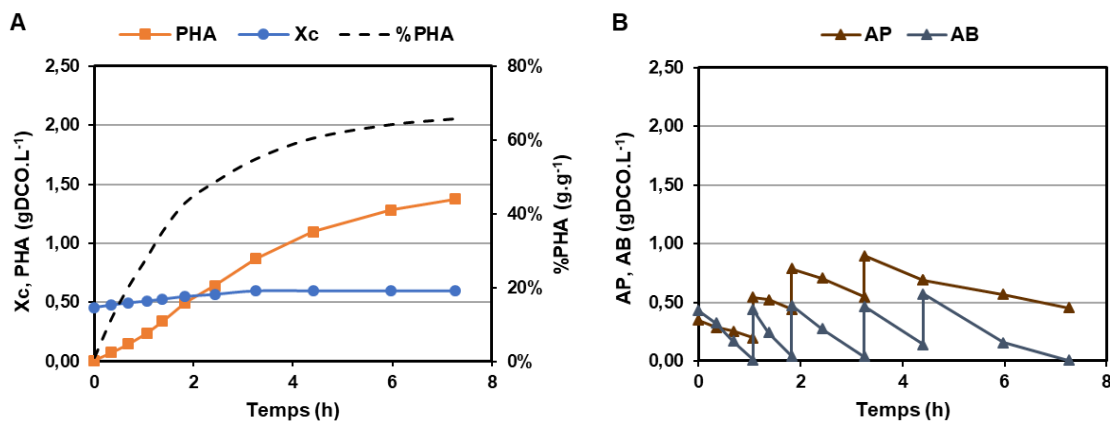 A
PHA Xc %PHA
2,50
2,00
1,50
1,00
0,50
0,00
Xc, PHA (gDCO.L-1)
80%
60%
40%
20%
0%
%PHA (g.g-1)
0 2 4 6 8
Temps (h)
B
AP AB
2,50
2,00
1,50
1,00
0,50
0,00
AP, AB (gDCO.L-1)
0 2 4 6 8
Temps (h)